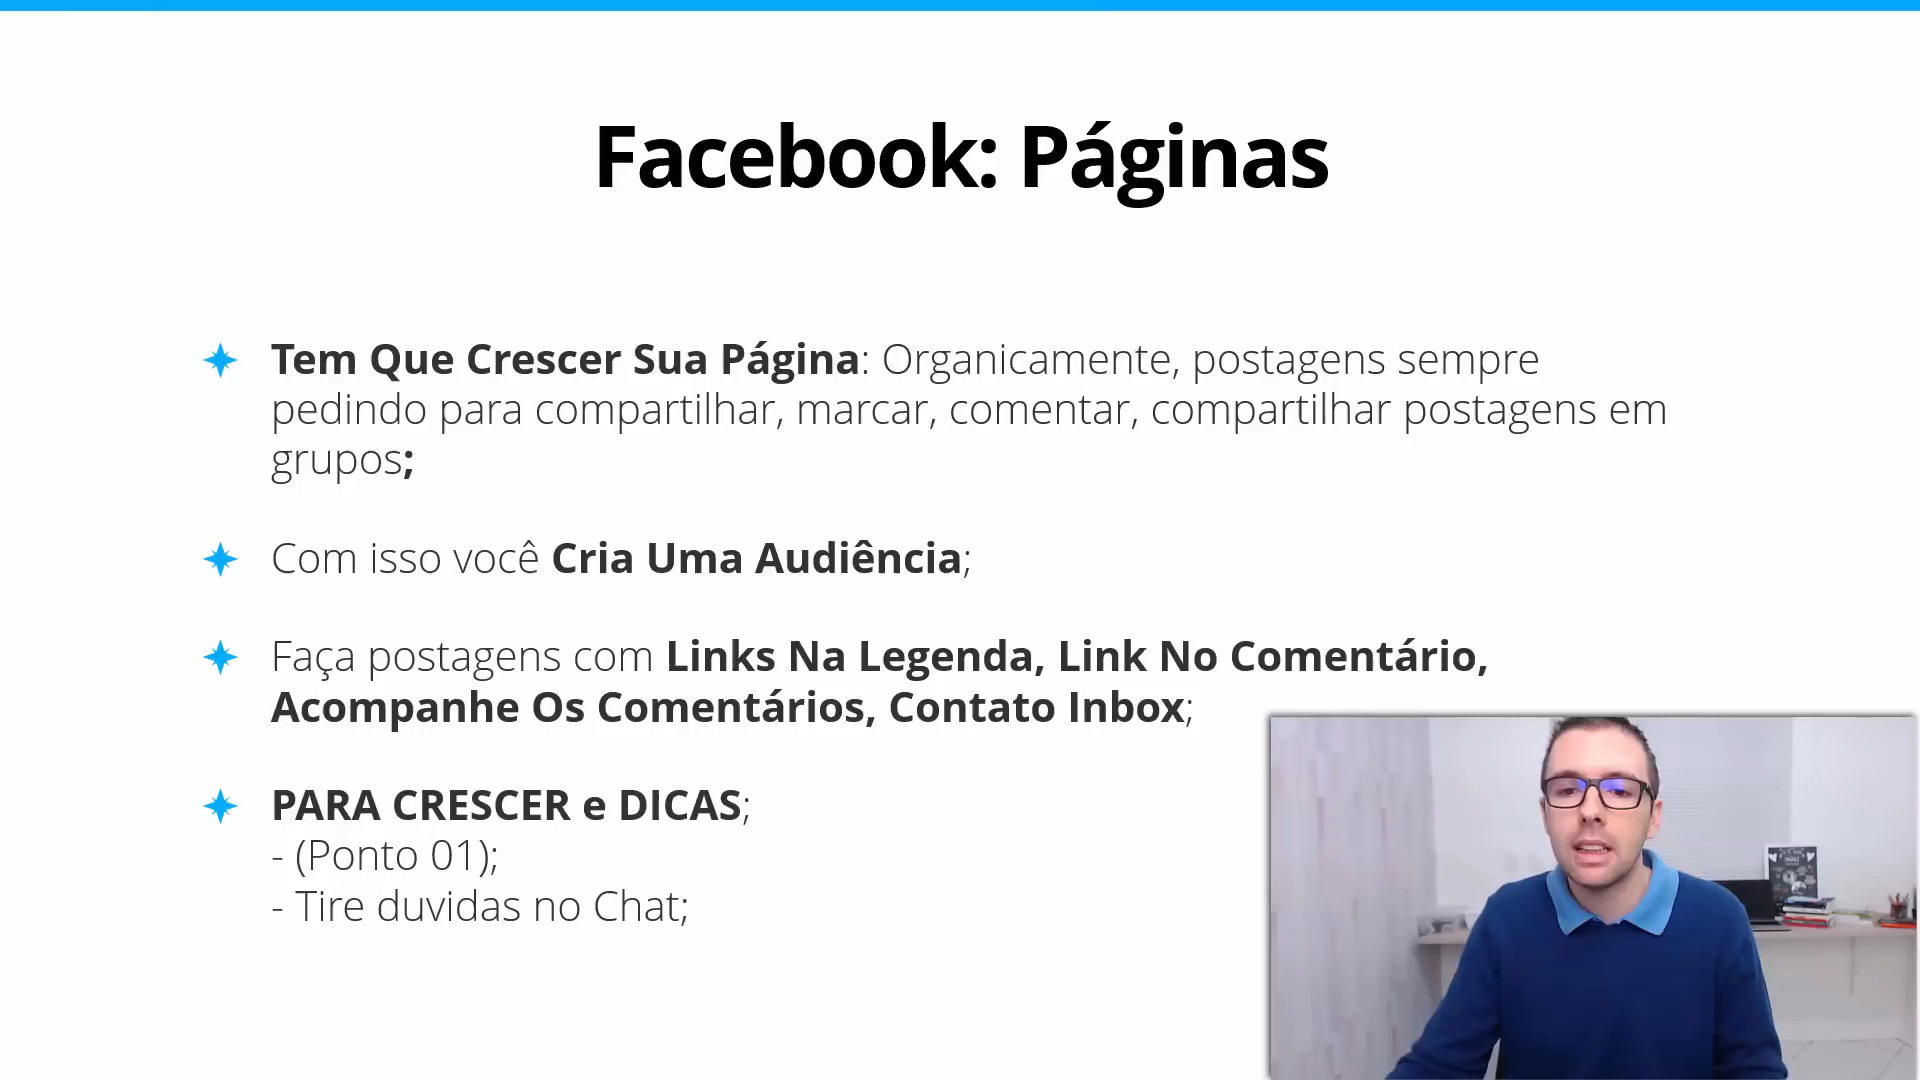 Facebook: Páginas
Tem Que Crescer Sua Página: Organicamente, postagens sempre
pedindo para compartilhar, marcar, comentar, compartilhar postagens em
grupos;
Com isso você Cria Uma Audiência;
Faça postagens com Links Na Legenda, Link No Comentário,
Acompanhe Os Comentários, Contato Inbox;
PARA CRESCER e DICAS;
- (Ponto 01);
- Tire duvidas no Chat;